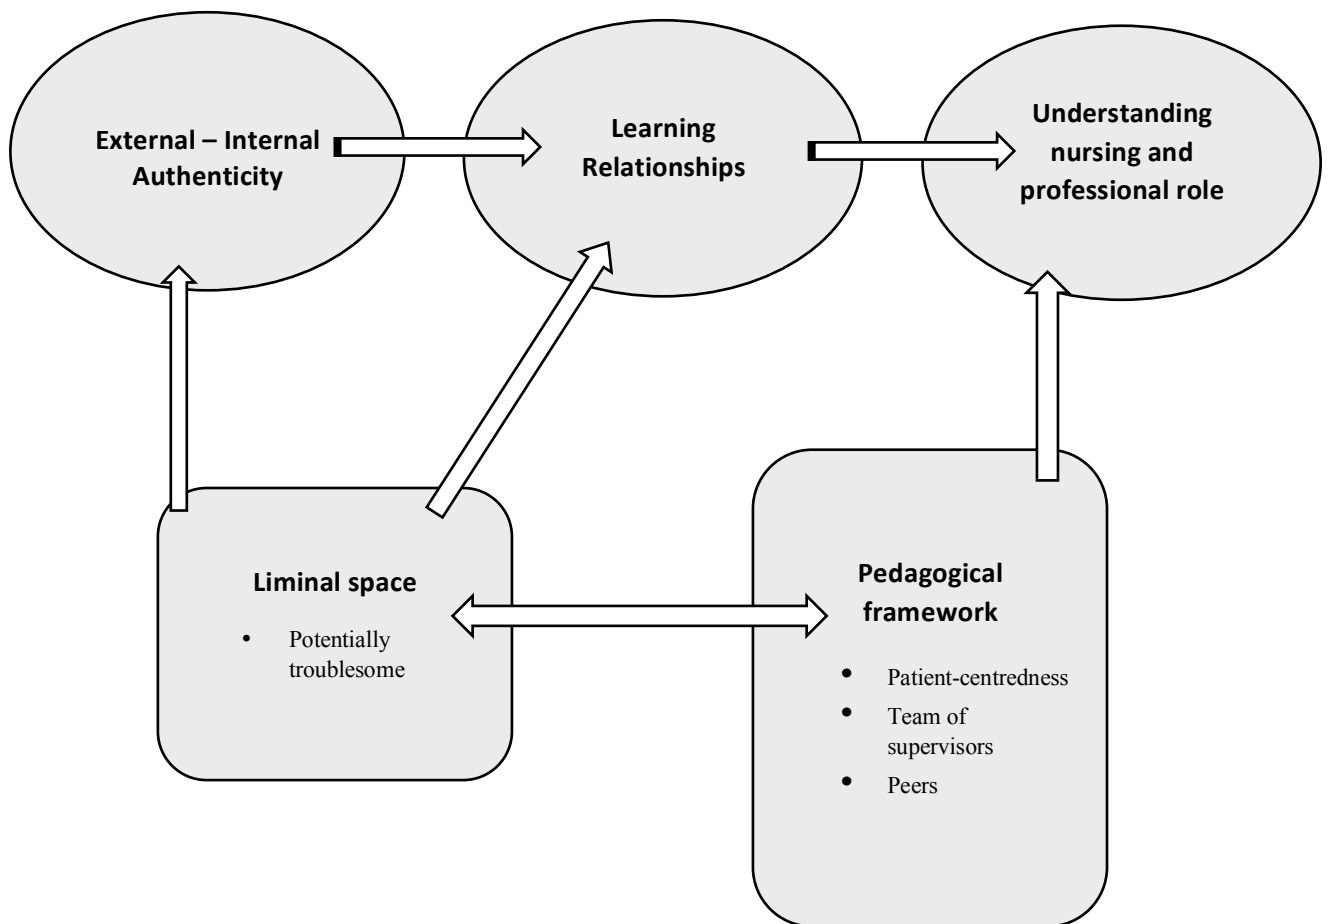 External – Internal
Authenticity
Learning
Relationships
Understanding
nursing and
professional role
Liminal space
• Potentially
troublesome
Pedagogical
framework
• Patient-centredness
• Team of
supervisors
• Peers